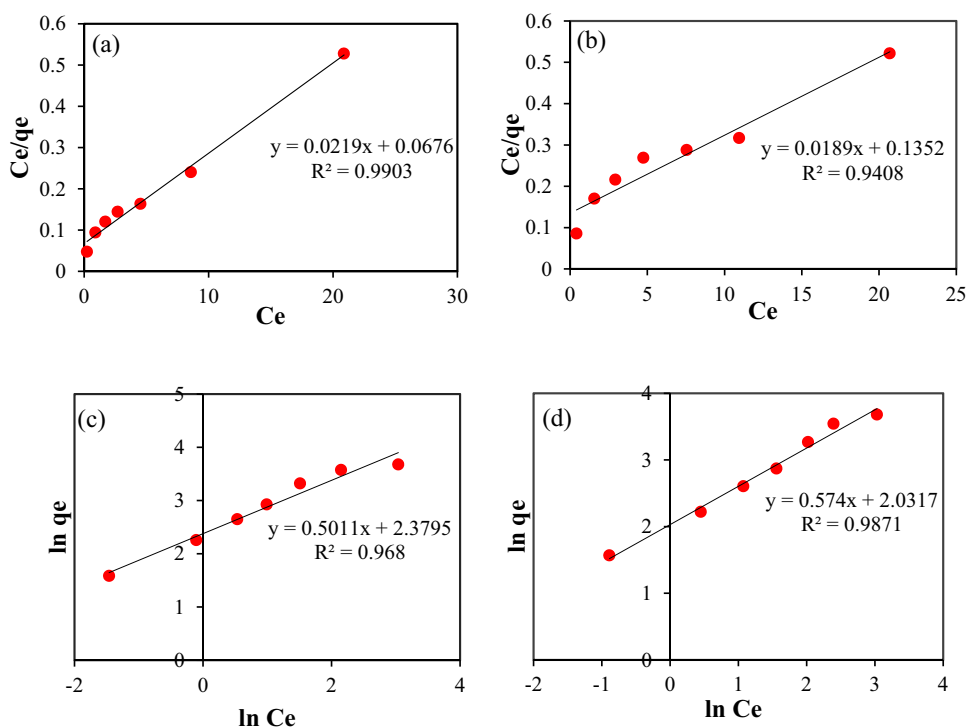 (a)
Ce/qe
0.6
0.5
0.4
0.3
0.2
0.1
0
y = 0.0219x + 0.0676
R² = 0.9903
0 10 20 30
Ce
(b)
Ce/qe
0.6
0.5
0.4
0.3
0.2
0.1
0
y = 0.0189x + 0.1352
R² = 0.9408
0 5 10 15 20 25
Ce
(c)
ln qe
5
4
3
2
1
0
y = 0.5011x + 2.3795
R² = 0.968
-2 0 2 4
ln Ce
(d)
ln qe
4
3
2
1
0
y = 0.574x + 2.0317
R² = 0.9871
-2 -1 0 1 2 3 4
ln Ce